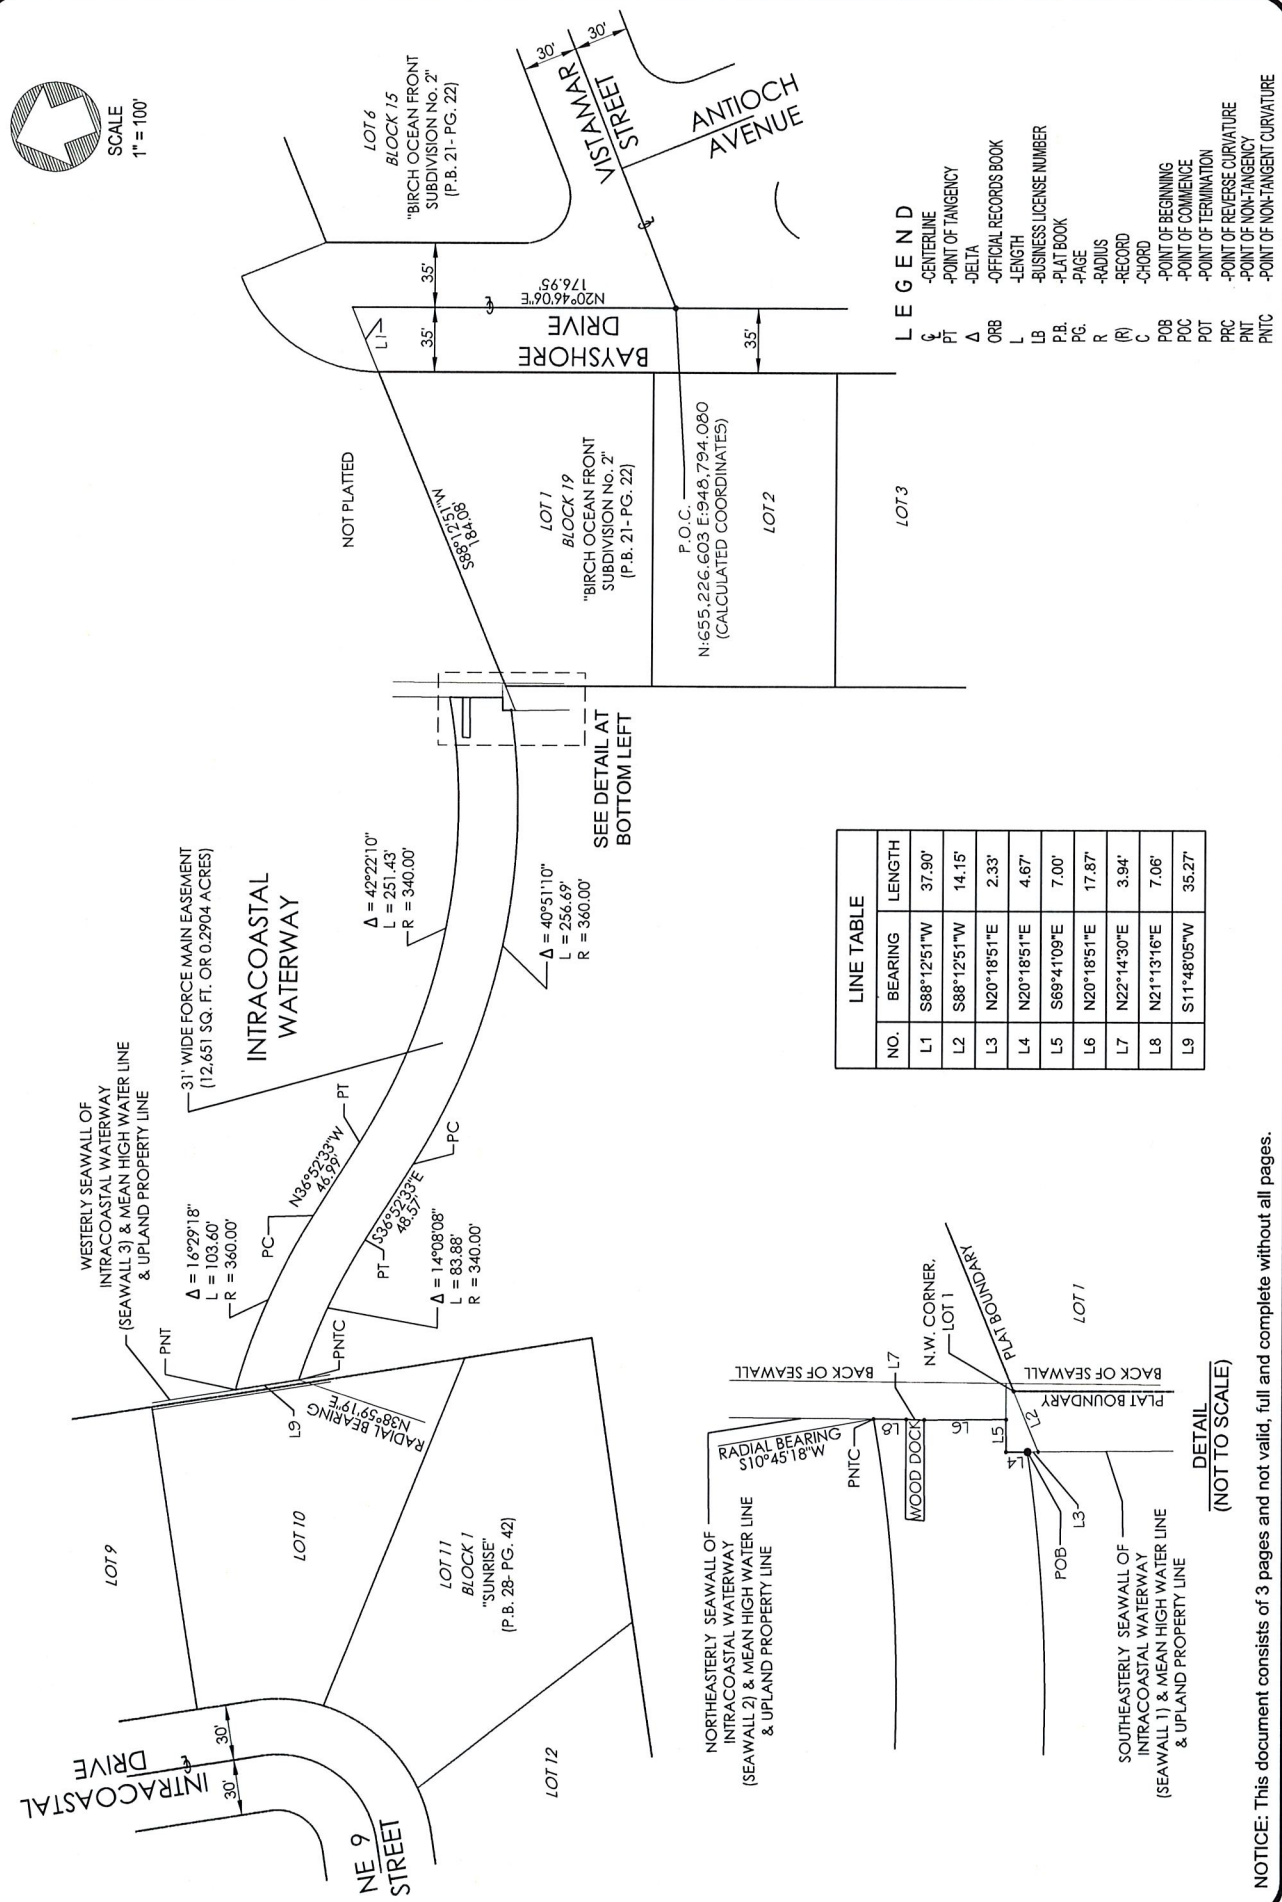 SCALE
1" = 100'
LOT 6
BLOCK 15
"BIRCH OCEAN FRONT
SUBDIVISION No. 2"
(P.B. 21- PG. 22)
30'
30'
VISTAMAR
STREET
ANTIOCH
AVENUE
35'
35'
35'
N20°46'06"E
176.95'
BAYSHORE
DRIVE
L1
NOT PLATTED
S88°12'51"W
184.08'
LOT 1
BLOCK 19
"BIRCH OCEAN FRONT
SUBDIVISION No. 2"
(P.B. 21- PG. 22)
P.O.C.
N:655,226.603 E:948,794.080
(CALCULATED COORDINATES)
LOT 2
LOT 3
LEGEND
℄ -CENTERLINE
PT -POINT OF TANGENCY
Δ -DELTA
ORB -OFFICIAL RECORDS BOOK
L -LENGTH
LB -BUSINESS LICENSE NUMBER
P.B. -PLAT BOOK
PG. -PAGE
R -RADIUS
(R) -RECORD
C -CHORD
POB -POINT OF BEGINNING
POC -POINT OF COMMENCE
POT -POINT OF TERMINATION
PRC -POINT OF REVERSE CURVATURE
PNT -POINT OF NON-TANGENCY
PNTC -POINT OF NON-TANGENT CURVATURE
SEE DETAIL AT
BOTTOM LEFT
31' WIDE FORCE MAIN EASEMENT
(12,651 SQ. FT. OR 0.2904 ACRES)
INTRACOASTAL
WATERWAY
Δ = 42°22'10"
L = 251.43'
R = 340.00'
Δ = 40°51'10"
L = 256.69'
R = 360.00'
WESTERLY SEAWALL OF
INTRACOASTAL WATERWAY
(SEAWALL 3) & MEAN HIGH WATER LINE
& UPLAND PROPERTY LINE
Δ = 16°29'18"
L = 103.60'
R = 360.00'
PC
N36°52'33"W
46.99'
PT
PC
S36°52'33"E
48.57'
PT
Δ = 14°08'08"
L = 83.88'
R = 340.00'
PNT
PNTC
L9
RADIAL BEARING
N38°59'19"E
LOT 9
LOT 10
LOT 11
BLOCK 1
"SUNRISE"
(P.B. 28- PG. 42)
LOT 12
INTRACOASTAL
DRIVE
30'
30'
NE 9
STREET
LINE TABLE
NO. BEARING LENGTH
L1 S88°12'51"W 37.90'
L2 S88°12'51"W 14.15'
L3 N20°18'51"E 2.33'
L4 N20°18'51"E 4.67'
L5 S69°41'09"E 7.00'
L6 N20°18'51"E 17.87'
L7 N22°14'30"E 3.94'
L8 N21°13'16"E 7.06'
L9 S11°48'05"W 35.27'
NORTHEASTERLY SEAWALL OF
INTRACOASTAL WATERWAY
(SEAWALL 2) & MEAN HIGH WATER LINE
& UPLAND PROPERTY LINE
RADIAL BEARING
S10°45'18"W
PNTC
BACK OF SEAWALL
L7
L8
WOOD DOCK
L6
N.W. CORNER,
LOT 1
L5
L4
L2
PLAT BOUNDARY
PLAT BOUNDARY
BACK OF SEAWALL
LOT 1
POB
L3
SOUTHEASTERLY SEAWALL OF
INTRACOASTAL WATERWAY
(SEAWALL 1) & MEAN HIGH WATER LINE
& UPLAND PROPERTY LINE
DETAIL
(NOT TO SCALE)
NOTICE: This document consists of 3 pages and not valid, full and complete without all pages.